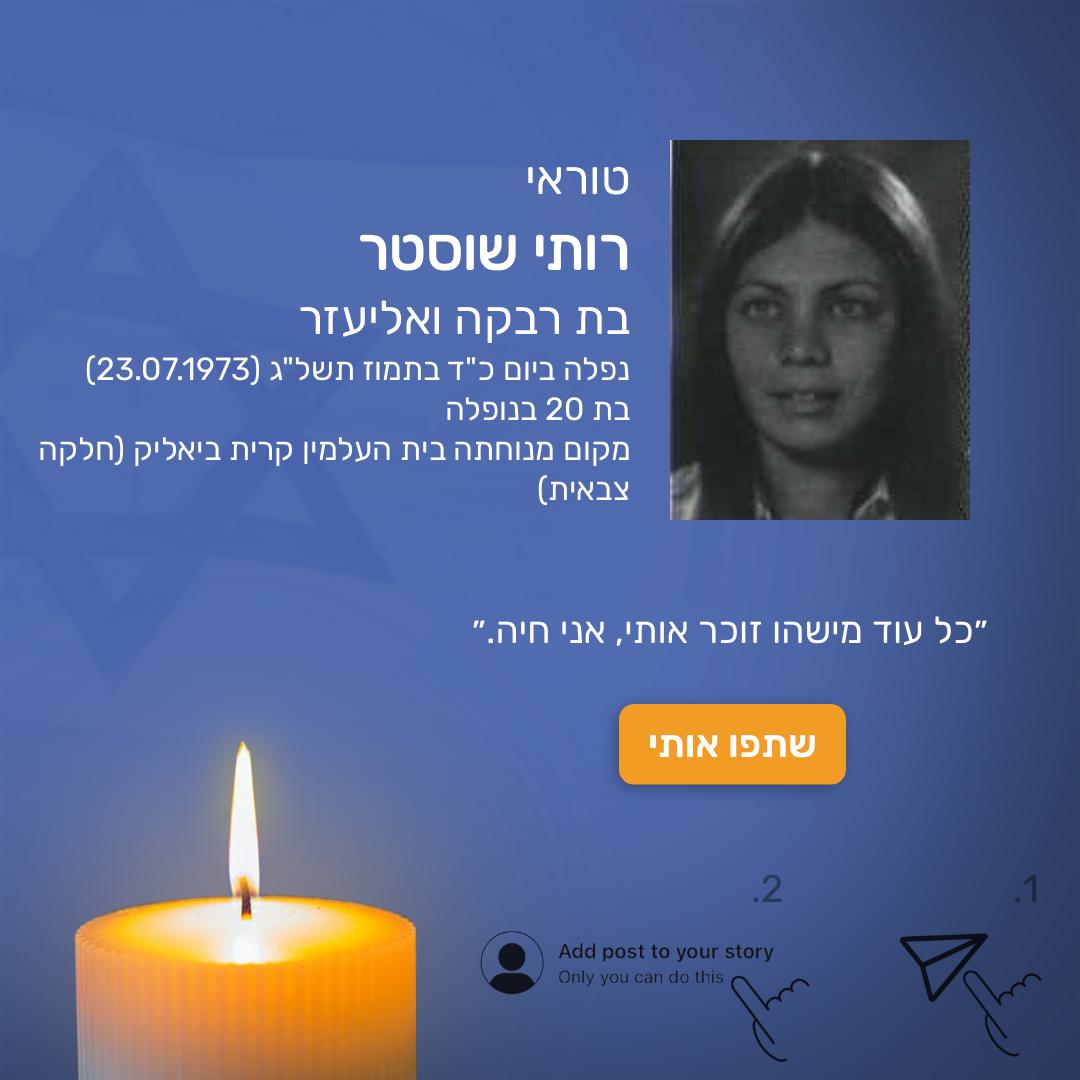 טוראי
רותי שוסטר
בת רבקה ואליעזר
נפלה ביום כ"ד בתמוז תשל"ג (23.07.1973)
בת 20 בנופלה
מקום מנוחתה בית העלמין קרית ביאליק (חלקה
צבאית)
״כל עוד מישהו זוכר אותי, אני חיה.״
שתפו אותי
1.
2.
Add post to your story
Only you can do this